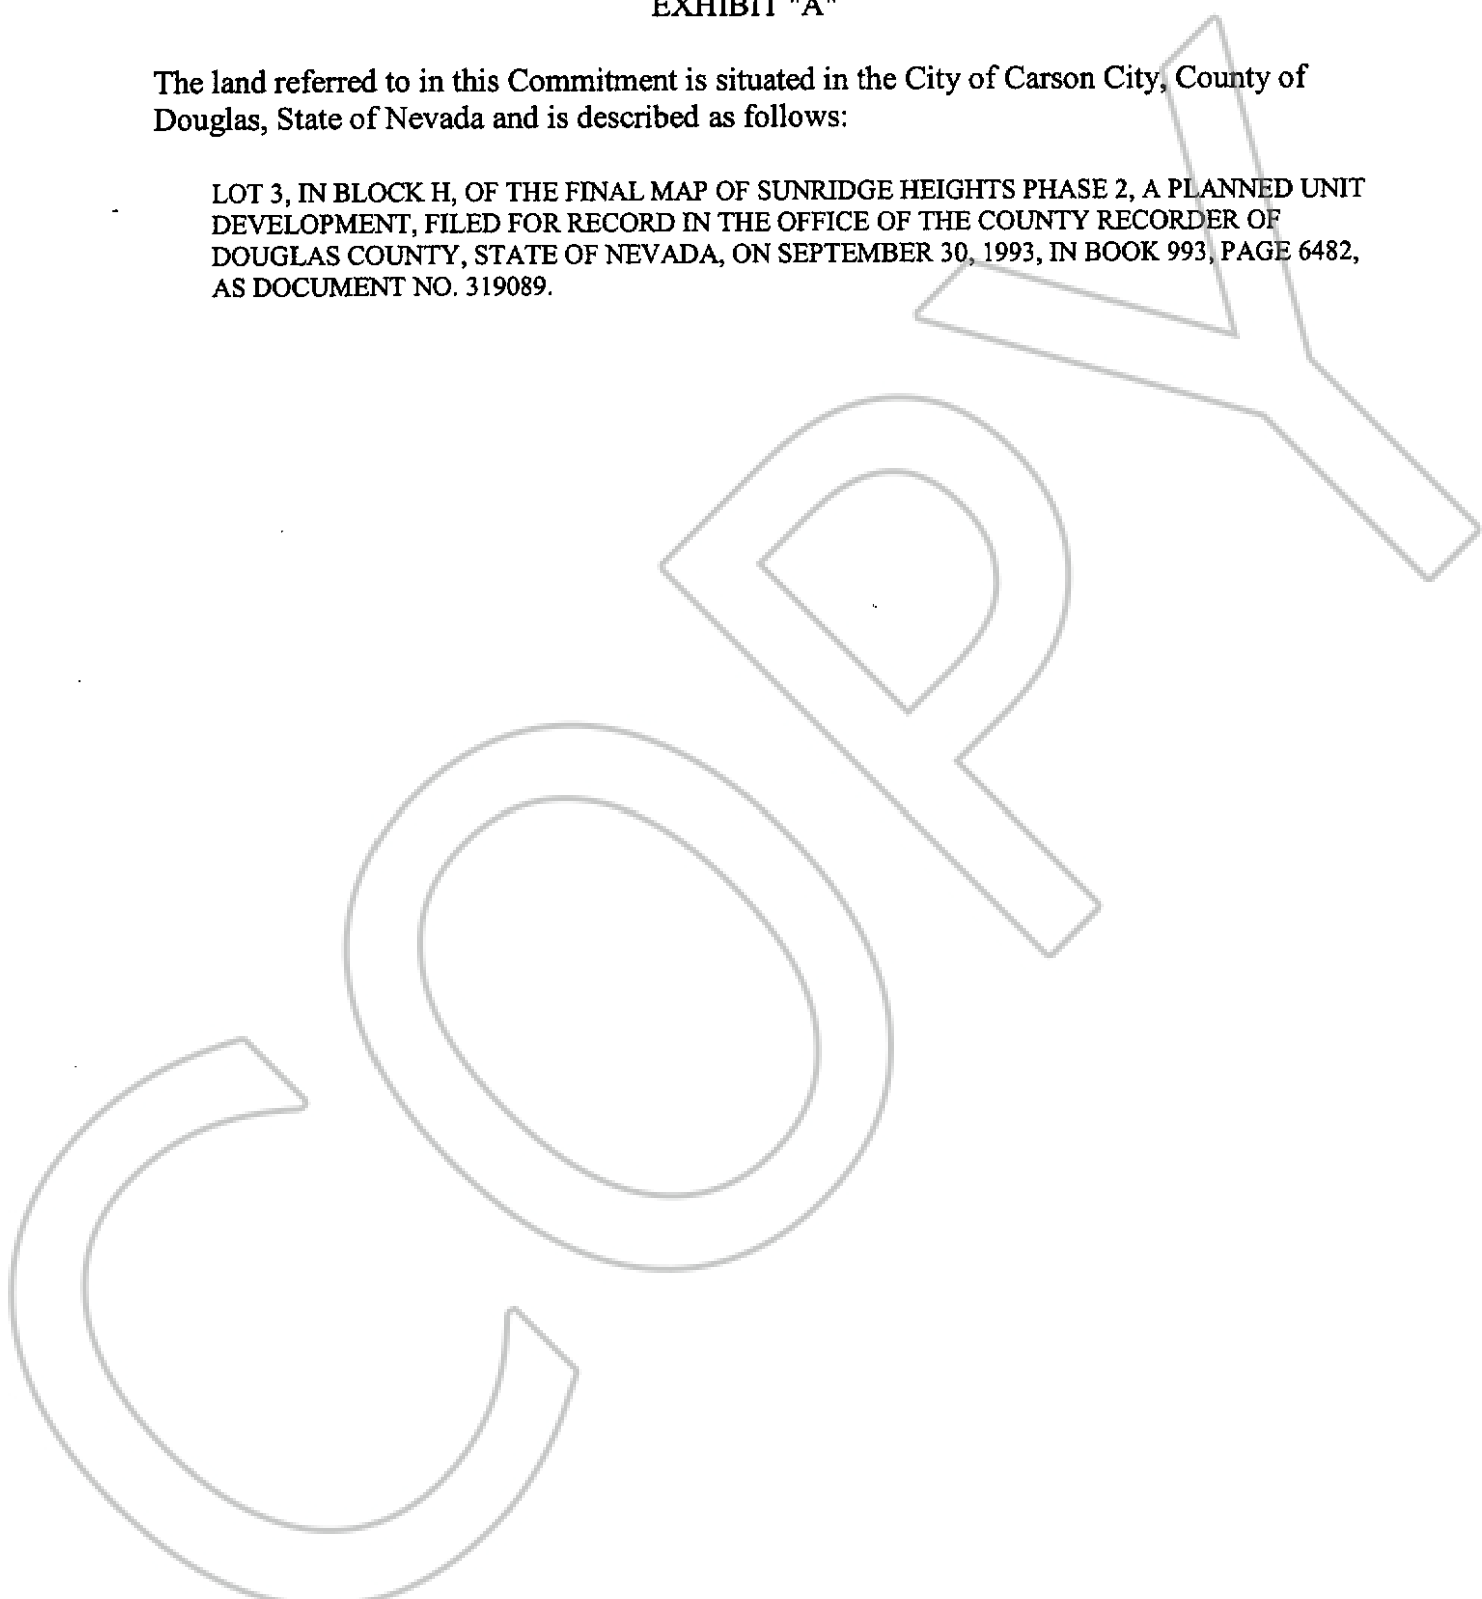 EXHIBIT "A"
The land referred to in this Commitment is situated in the City of Carson City, County of
Douglas, State of Nevada and is described as follows:
LOT 3, IN BLOCK H, OF THE FINAL MAP OF SUNRIDGE HEIGHTS PHASE 2, A PLANNED UNIT
DEVELOPMENT, FILED FOR RECORD IN THE OFFICE OF THE COUNTY RECORDER OF
DOUGLAS COUNTY, STATE OF NEVADA, ON SEPTEMBER 30, 1993, IN BOOK 993, PAGE 6482,
AS DOCUMENT NO. 319089.
COPY